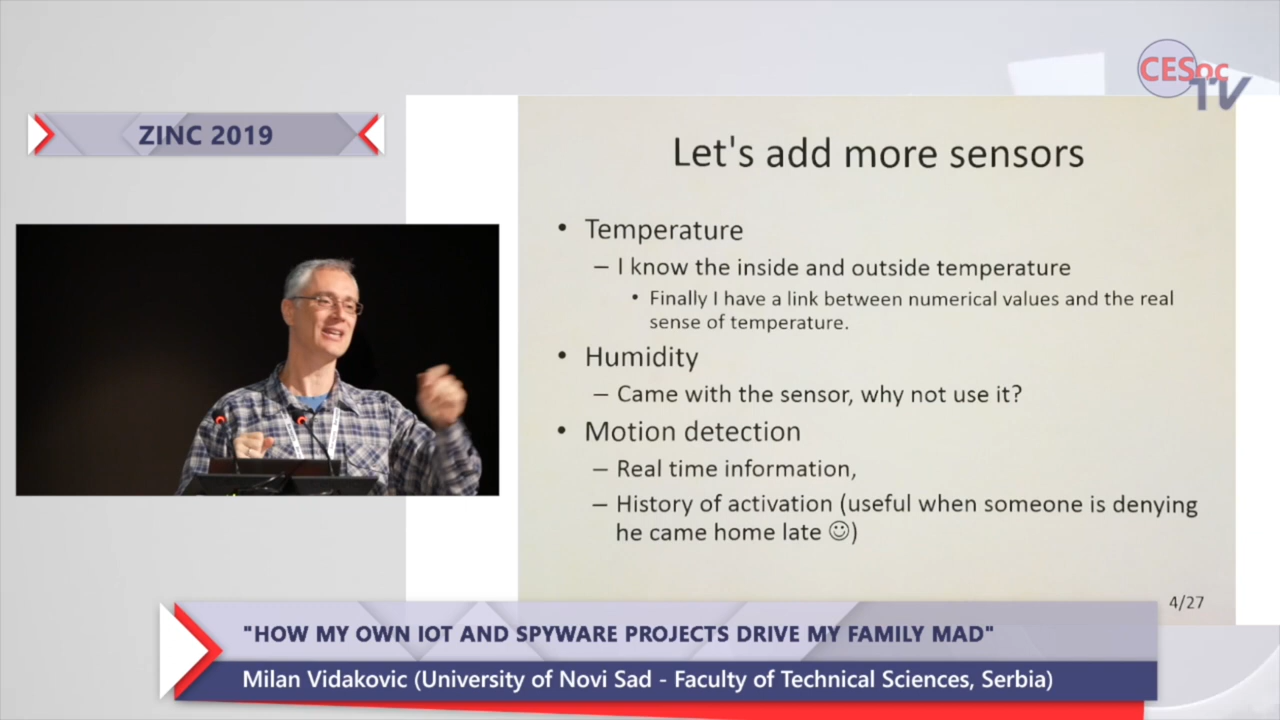 CESoc
TV
ZINC 2019
Let's add more sensors
• Temperature
– I know the inside and outside temperature
• Finally I have a link between numerical values and the real
sense of temperature.
• Humidity
– Came with the sensor, why not use it?
• Motion detection
– Real time information,
– History of activation (useful when someone is denying
he came home late ☺)
4/27
"HOW MY OWN IOT AND SPYWARE PROJECTS DRIVE MY FAMILY MAD"
Milan Vidakovic (University of Novi Sad - Faculty of Technical Sciences, Serbia)